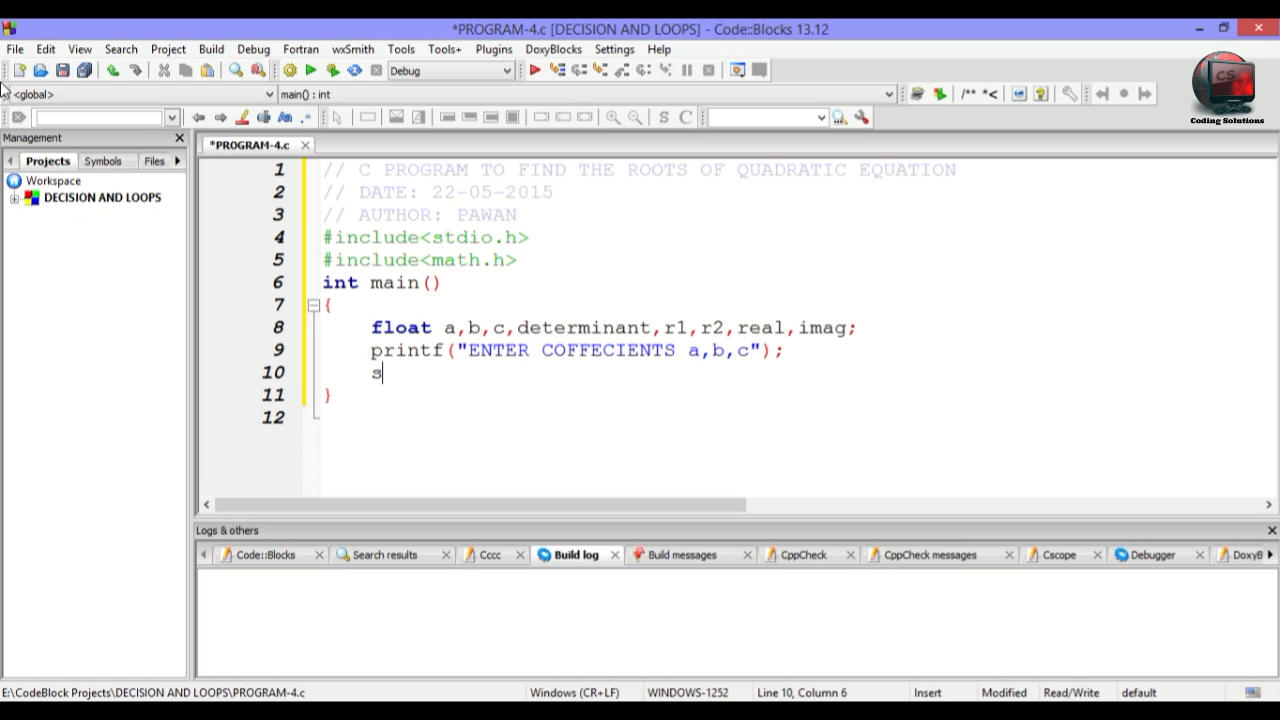 *PROGRAM-4.c [DECISION AND LOOPS] - Code::Blocks 13.12
File Edit View Search Project Build Debug Fortran wxSmith Tools Tools+ Plugins DoxyBlocks Settings Help
Debug
<global> main() : int /** *<
CS
Coding Solutions
Aa .* S C
Management
*PROGRAM-4.c
Projects Symbols Files
Workspace
DECISION AND LOOPS
1 // C PROGRAM TO FIND THE ROOTS OF QUADRATIC EQUATION
2 // DATE: 22-05-2015
3 // AUTHOR: PAWAN
4 #include<stdio.h>
5 #include<math.h>
6 int main()
7 {
8 float a,b,c,determinant,r1,r2,real,imag;
9 printf("ENTER COFFECIENTS a,b,c");
10 s
11 }
12
Logs & others
Code::Blocks Search results Cccc Build log Build messages CppCheck CppCheck messages Cscope Debugger DoxyB
E:\CodeBlock Projects\DECISION AND LOOPS\PROGRAM-4.c Windows (CR+LF) WINDOWS-1252 Line 10, Column 6 Insert Modified Read/Write default